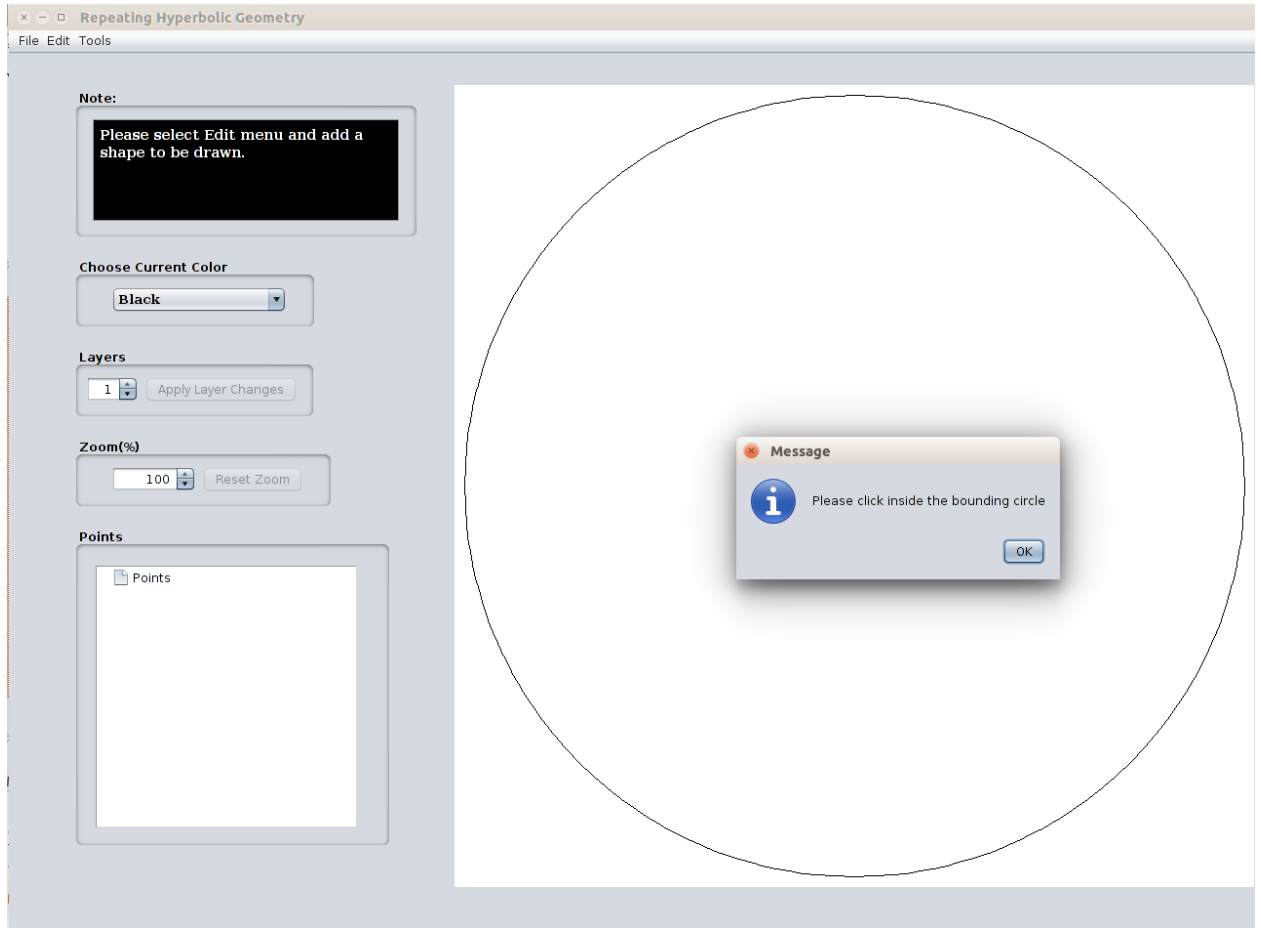 Repeating Hyperbolic Geometry
File Edit Tools
Note:
Please select Edit menu and add a
shape to be drawn.
Choose Current Color
Black
Layers
1 Apply Layer Changes
Zoom(%)
100 Reset Zoom
Points
Points
Message
Please click inside the bounding circle
OK